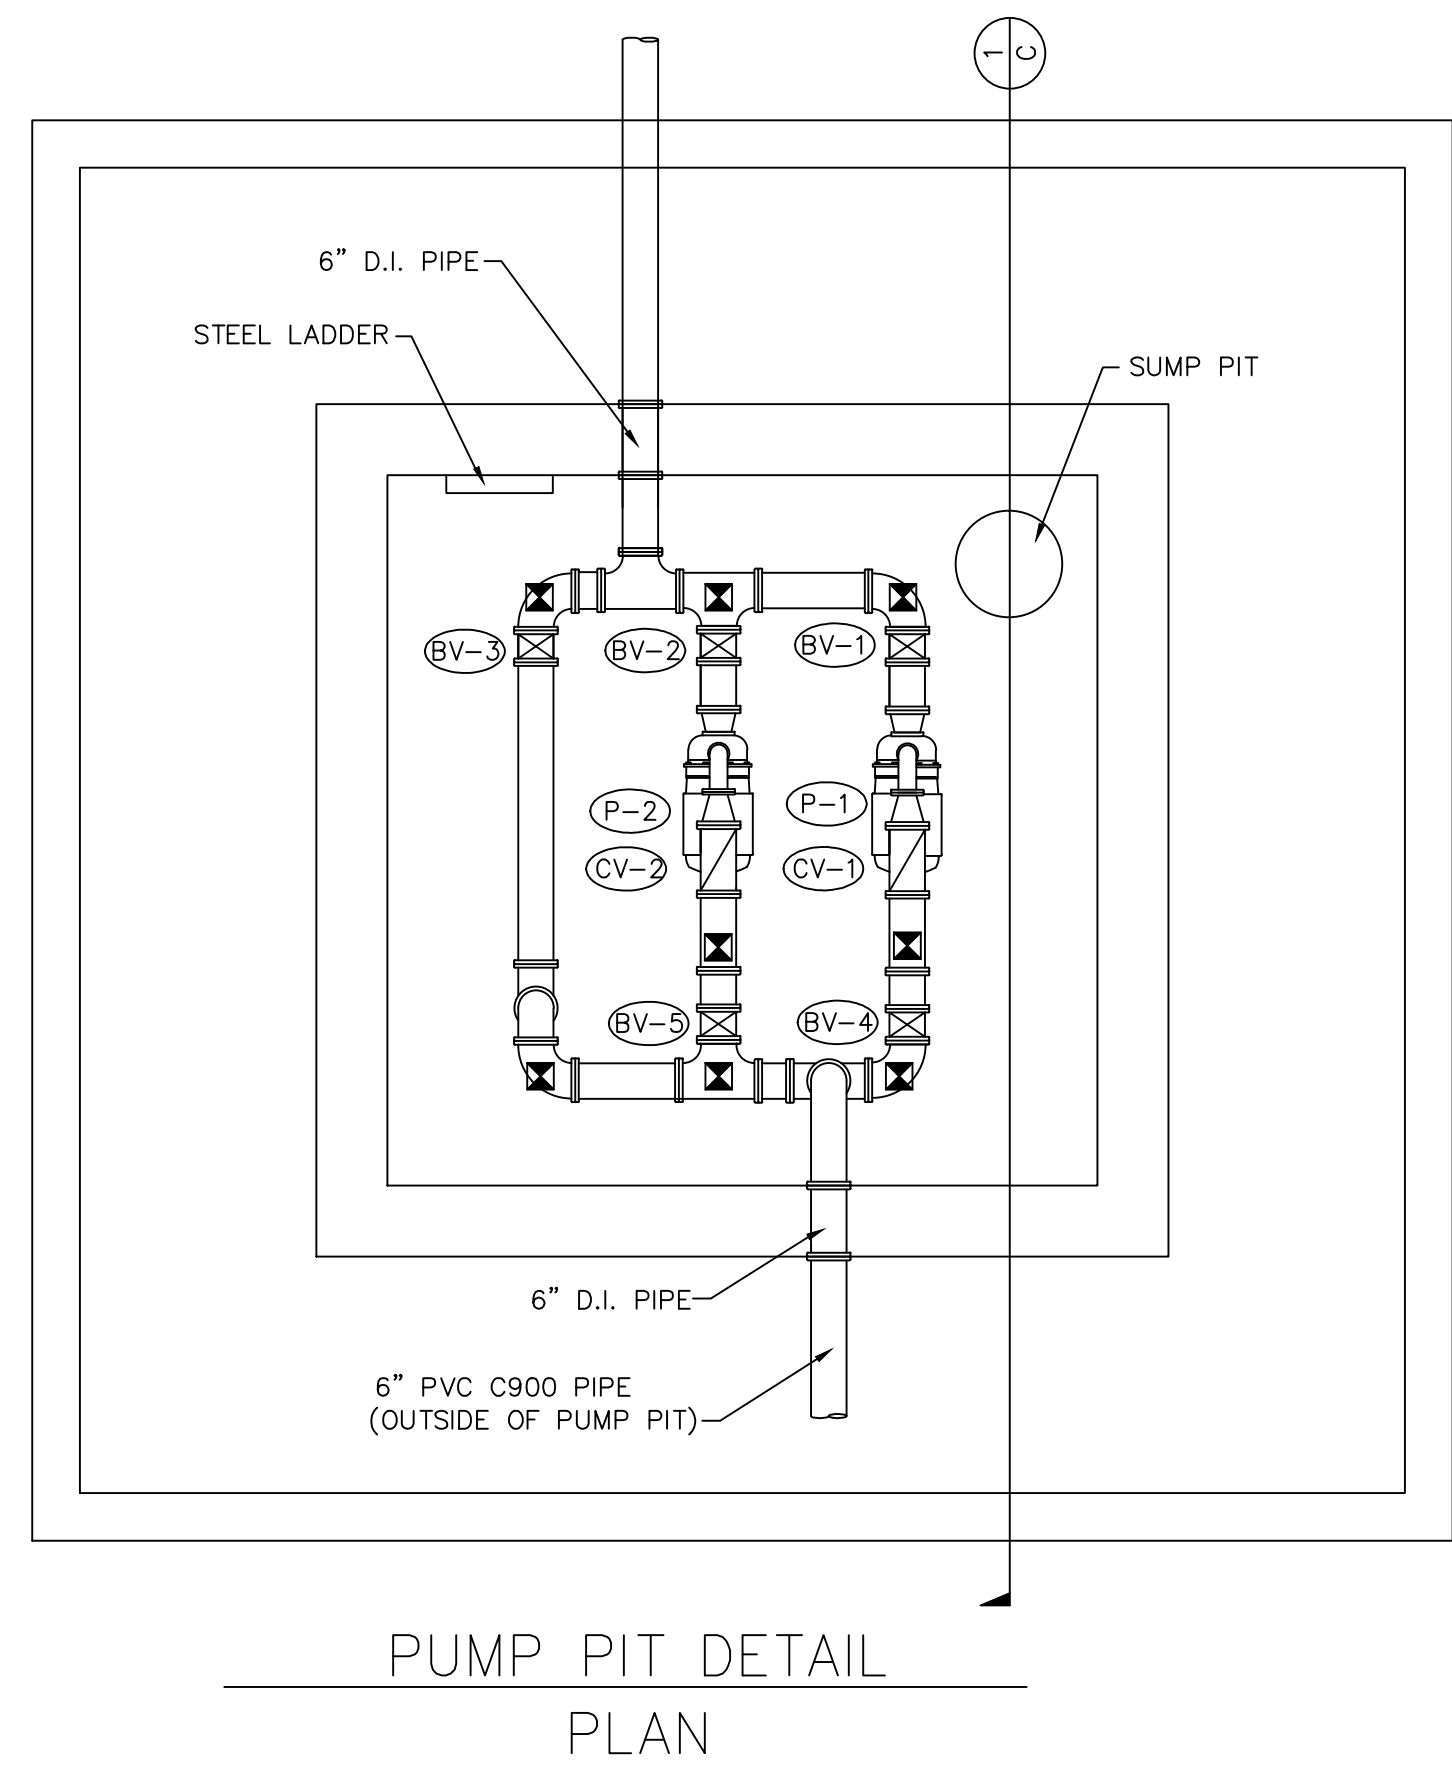 1
C
6” D.I. PIPE
STEEL LADDER
SUMP PIT
BV-3
BV-2
BV-1
P-2
P-1
CV-2
CV-1
BV-5
BV-4
6” D.I. PIPE
6” PVC C900 PIPE
(OUTSIDE OF PUMP PIT)
PUMP PIT DETAIL
PLAN